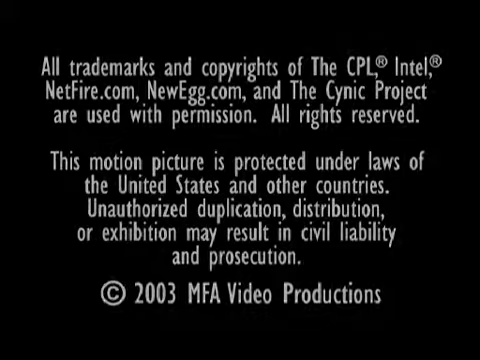 All trademarks and copyrights of The CPL,® Intel,®
NetFire.com, NewEgg.com, and The Cynic Project
are used with permission. All rights reserved.
This motion picture is protected under laws of
the United States and other countries.
Unauthorized duplication, distribution,
or exhibition may result in civil liability
and prosecution.
© 2003 MFA Video Productions